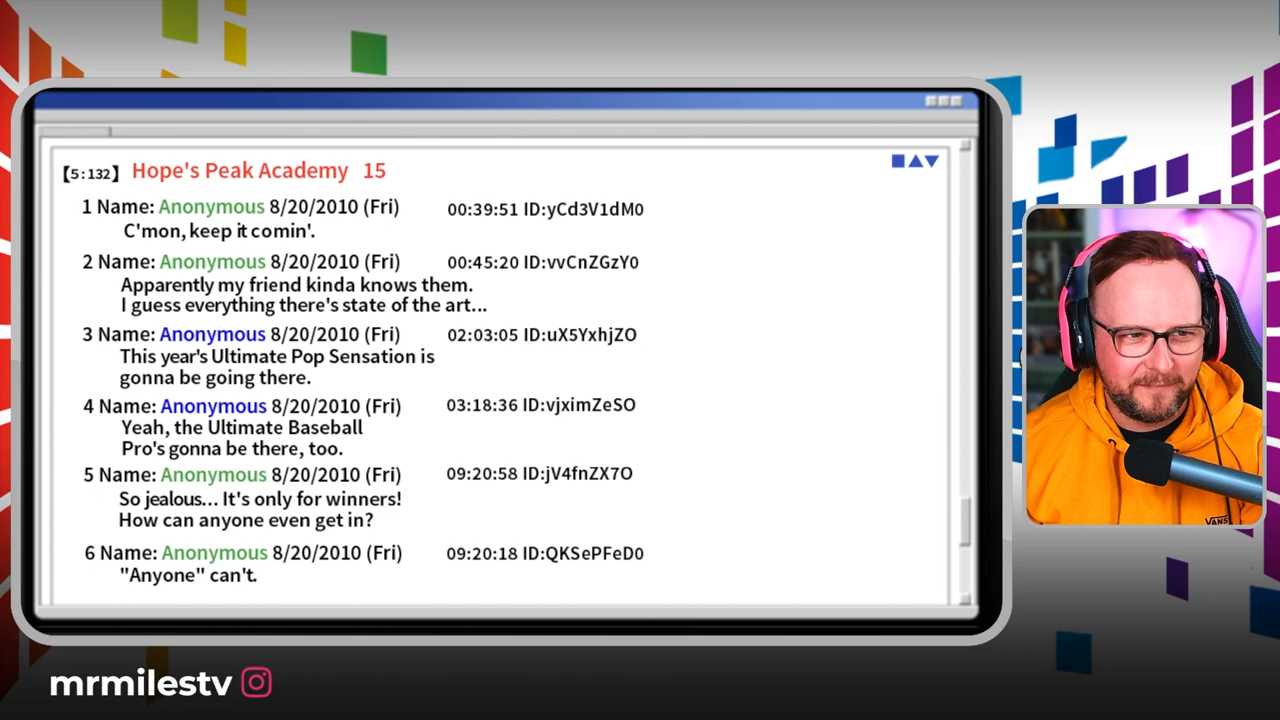 【5:132】 Hope's Peak Academy 15
1 Name: Anonymous 8/20/2010 (Fri) 00:39:51 ID:yCd3V1dM0
C'mon, keep it comin'.
2 Name: Anonymous 8/20/2010 (Fri) 00:45:20 ID:vvCnZGzY0
Apparently my friend kinda knows them.
I guess everything there's state of the art...
3 Name: Anonymous 8/20/2010 (Fri) 02:03:05 ID:uX5YxhjZO
This year's Ultimate Pop Sensation is
gonna be going there.
4 Name: Anonymous 8/20/2010 (Fri) 03:18:36 ID:vjximZeSO
Yeah, the Ultimate Baseball
Pro's gonna be there, too.
5 Name: Anonymous 8/20/2010 (Fri) 09:20:58 ID:jV4fnZX7O
So jealous... It's only for winners!
How can anyone even get in?
6 Name: Anonymous 8/20/2010 (Fri) 09:20:18 ID:QKSePFeD0
"Anyone" can't.
VANS
mrmilestv